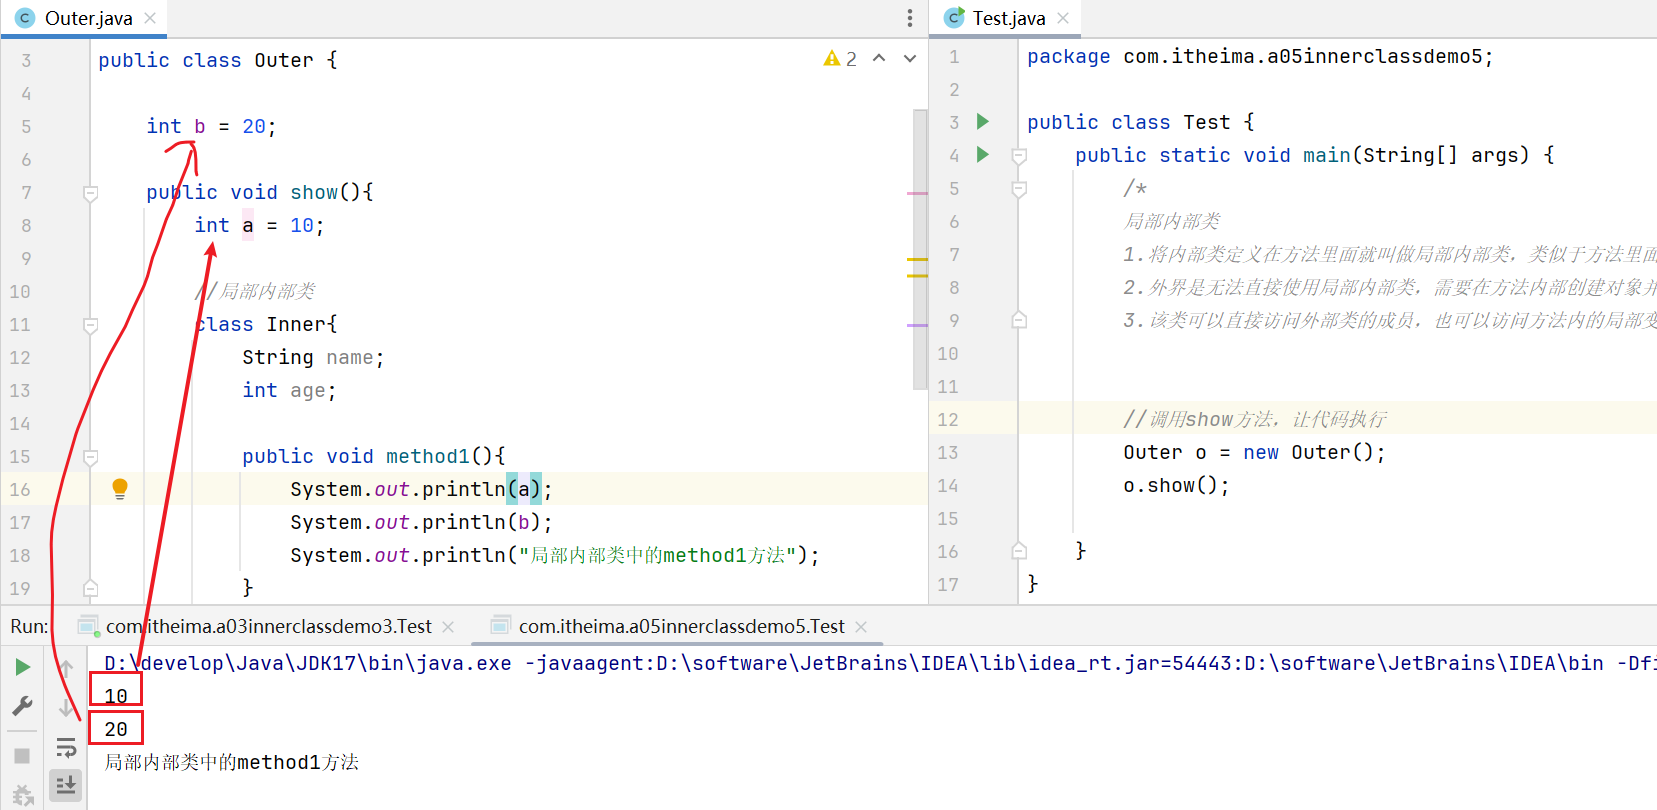 Outer.java
2
3 public class Outer {
4
5 int b = 20;
6
7 public void show(){
8 int a = 10;
9
10 //局部内部类
11 class Inner{
12 String name;
13 int age;
14
15 public void method1(){
16 System.out.println(a);
17 System.out.println(b);
18 System.out.println("局部内部类中的method1方法");
19 }
Test.java
1 package com.itheima.a05innerclassdemo5;
2
3 public class Test {
4 public static void main(String[] args) {
5 /*
6 局部内部类
7 1.将内部类定义在方法里面就叫做局部内部类，类似于方法里面
8 2.外界是无法直接使用局部内部类，需要在方法内部创建对象并
9 3.该类可以直接访问外部类的成员，也可以访问方法内的局部变
10
11
12 //调用show方法，让代码执行
13 Outer o = new Outer();
14 o.show();
15
16 }
17 }
Run: com.itheima.a03innerclassdemo3.Test com.itheima.a05innerclassdemo5.Test
D:\develop\Java\JDK17\bin\java.exe -javaagent:D:\software\JetBrains\IDEA\lib\idea_rt.jar=54443:D:\software\JetBrains\IDEA\bin -Dfi
10
20
局部内部类中的method1方法